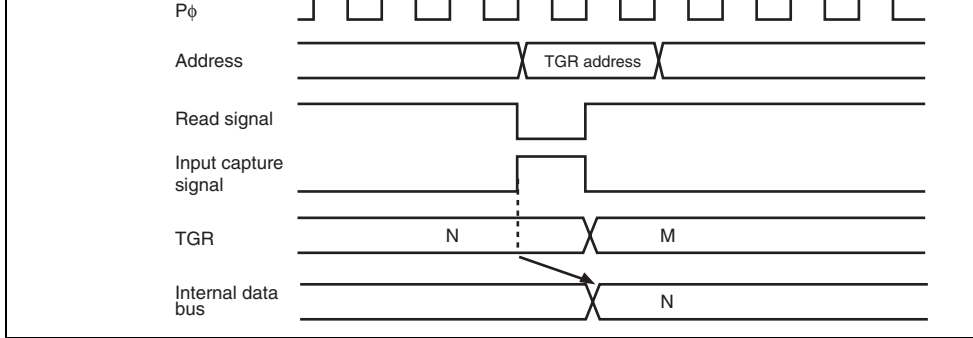 Pϕ
Address
TGR address
Read signal
Input capture
signal
TGR
N
M
Internal data
bus
N